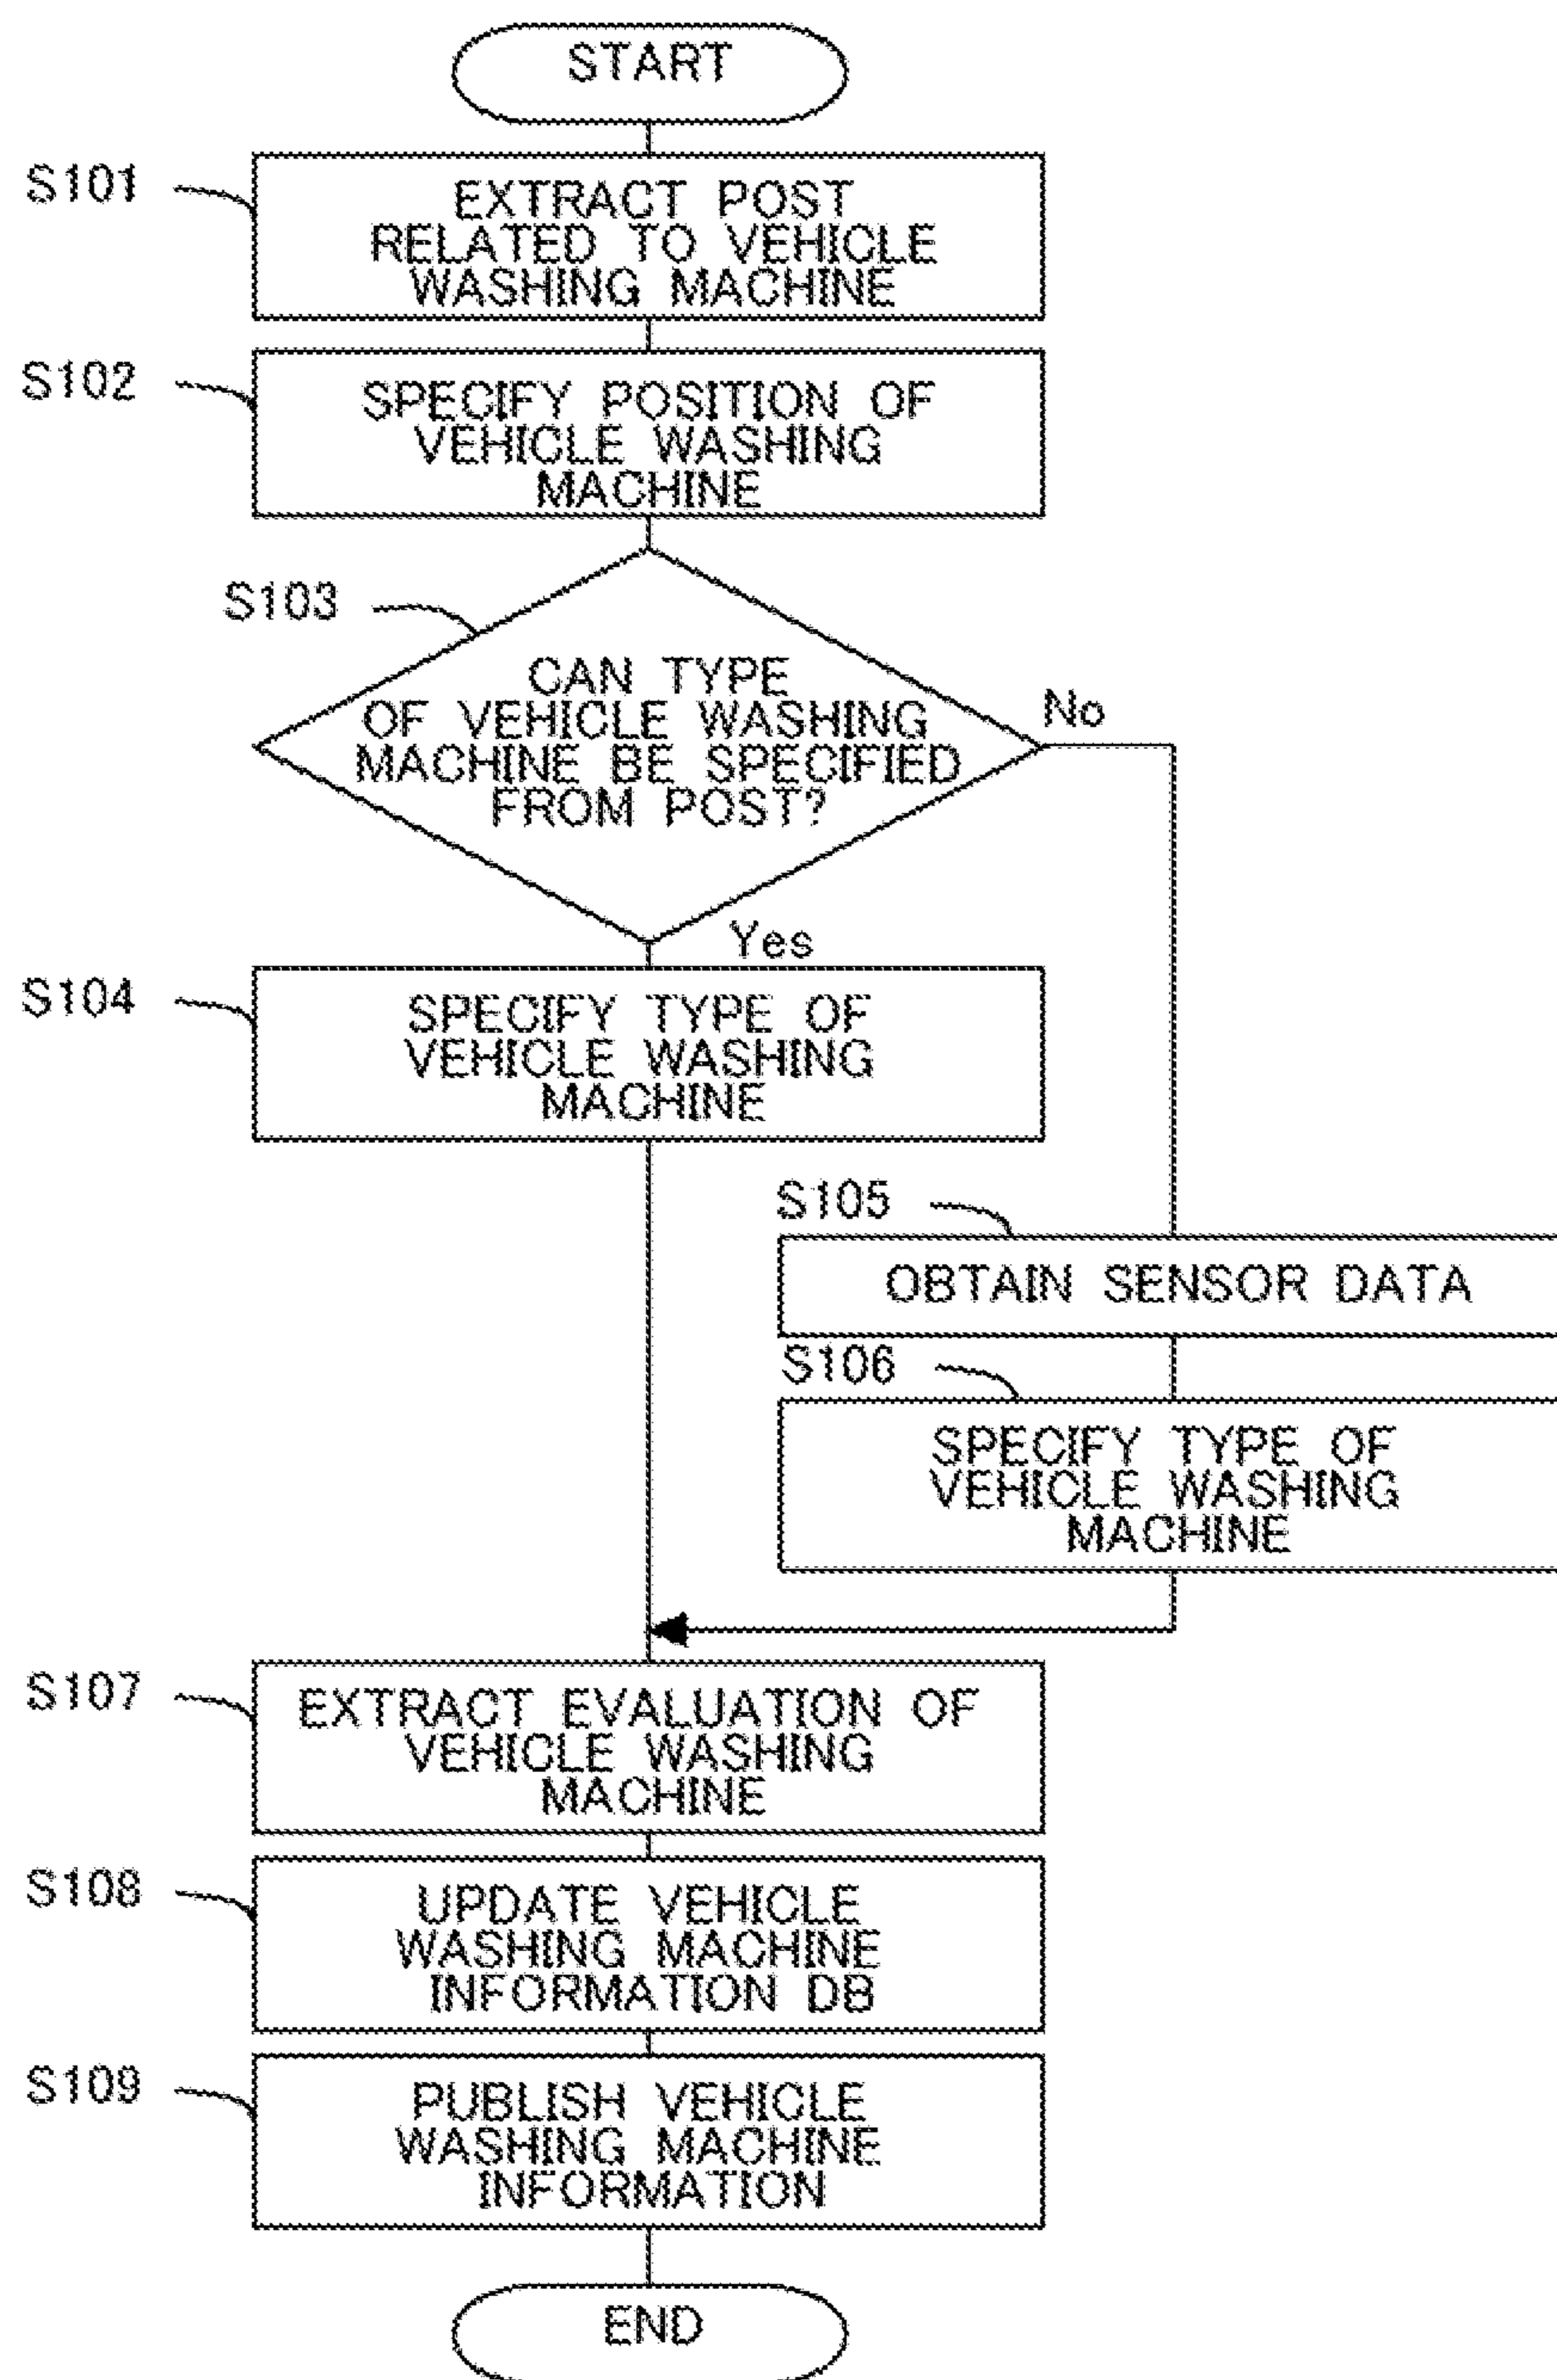 START
S101
EXTRACT POST
RELATED TO VEHICLE
WASHING MACHINE
S102
SPECIFY POSITION OF
VEHICLE WASHING
MACHINE
S103
CAN TYPE
OF VEHICLE WASHING
MACHINE BE SPECIFIED
FROM POST?
No
Yes
S104
SPECIFY TYPE OF
VEHICLE WASHING
MACHINE
S105
OBTAIN SENSOR DATA
S106
SPECIFY TYPE OF
VEHICLE WASHING
MACHINE
S107
EXTRACT EVALUATION OF
VEHICLE WASHING
MACHINE
S108
UPDATE VEHICLE
WASHING MACHINE
INFORMATION DB
S109
PUBLISH VEHICLE
WASHING MACHINE
INFORMATION
END